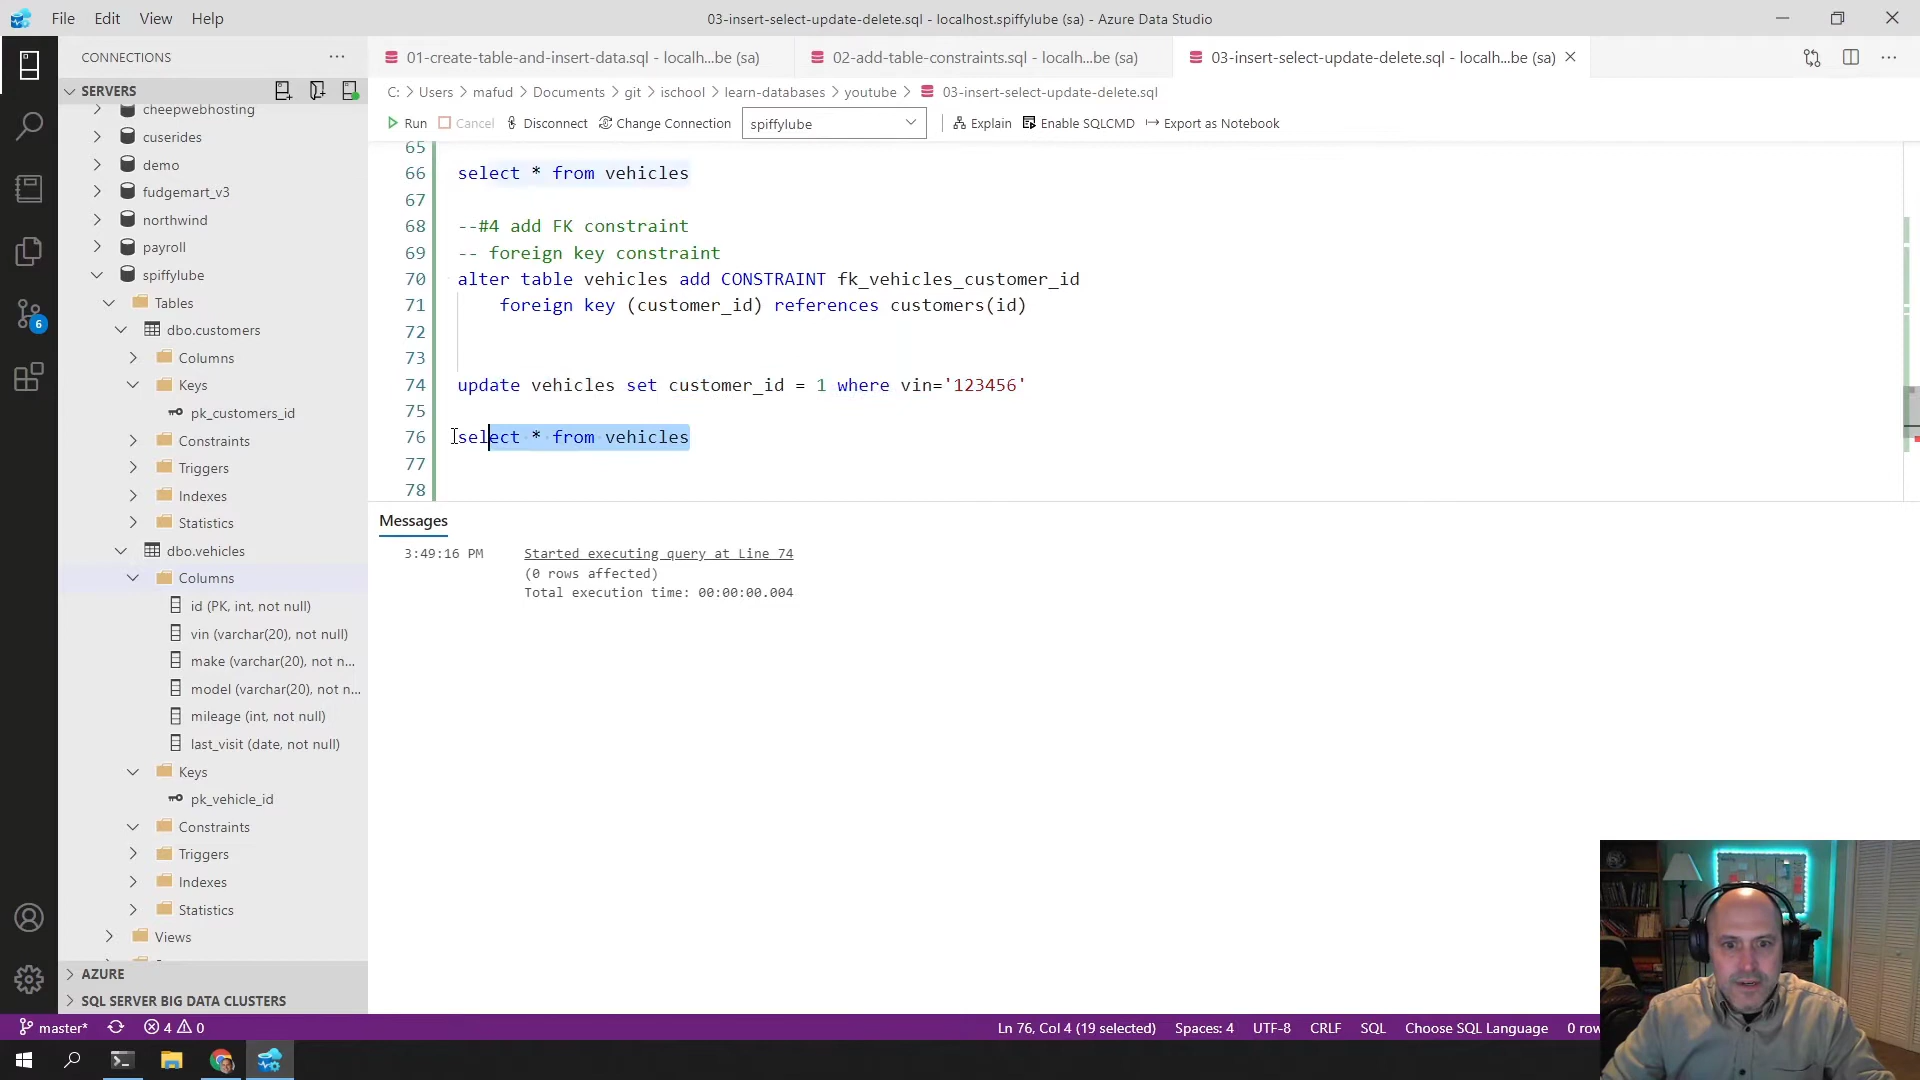 File Edit View Help
03-insert-select-update-delete.sql - localhost.spiffylube (sa) - Azure Data Studio
CONNECTIONS
SERVERS
cheepwebhosting
cuserides
demo
fudgemart_v3
northwind
payroll
spiffylube
Tables
dbo.customers
Columns
Keys
pk_customers_id
Constraints
Triggers
Indexes
Statistics
dbo.vehicles
Columns
id (PK, int, not null)
vin (varchar(20), not null)
make (varchar(20), not n...
model (varchar(20), not n...
mileage (int, not null)
last_visit (date, not null)
Keys
pk_vehicle_id
Constraints
Triggers
Indexes
Statistics
Views
AZURE
SQL SERVER BIG DATA CLUSTERS
6
01-create-table-and-insert-data.sql - localh...be (sa)
02-add-table-constraints.sql - localh...be (sa)
03-insert-select-update-delete.sql - localh...be (sa)
C: > Users > mafud > Documents > git > ischool > learn-databases > youtube > 03-insert-select-update-delete.sql
Run Cancel Disconnect Change Connection spiffylube Explain Enable SQLCMD Export as Notebook
65
66 select * from vehicles
67
68 --#4 add FK constraint
69 -- foreign key constraint
70 alter table vehicles add CONSTRAINT fk_vehicles_customer_id
71 foreign key (customer_id) references customers(id)
72
73
74 update vehicles set customer_id = 1 where vin='123456'
75
76 select * from vehicles
77
78
Messages
3:49:16 PM Started executing query at Line 74
(0 rows affected)
Total execution time: 00:00:00.004
master* 4 0 Ln 76, Col 4 (19 selected) Spaces: 4 UTF-8 CRLF SQL Choose SQL Language 0 row